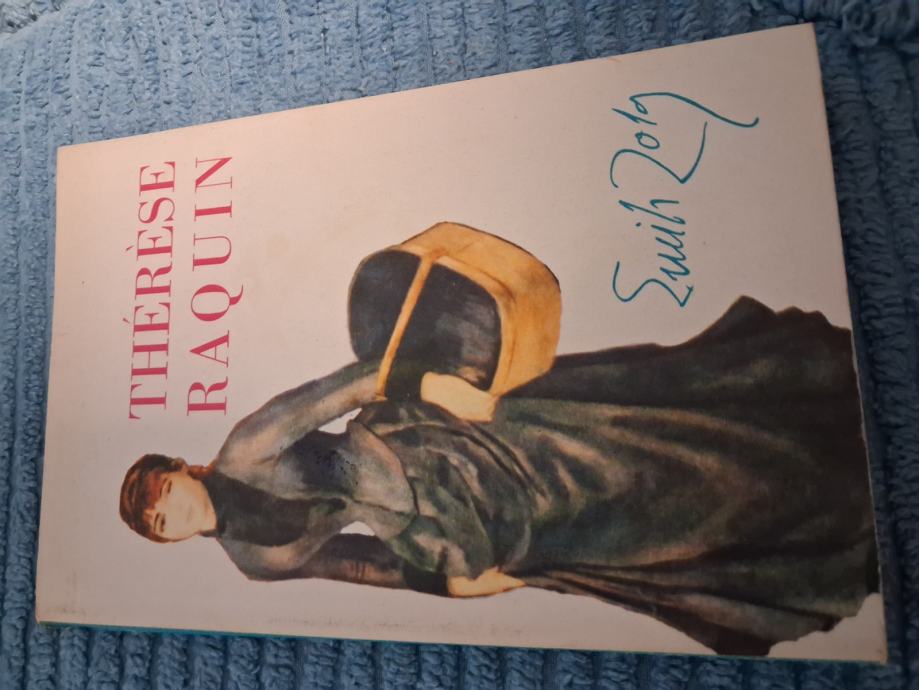 THÉRÈSE
RAQUIN
Emile Zola